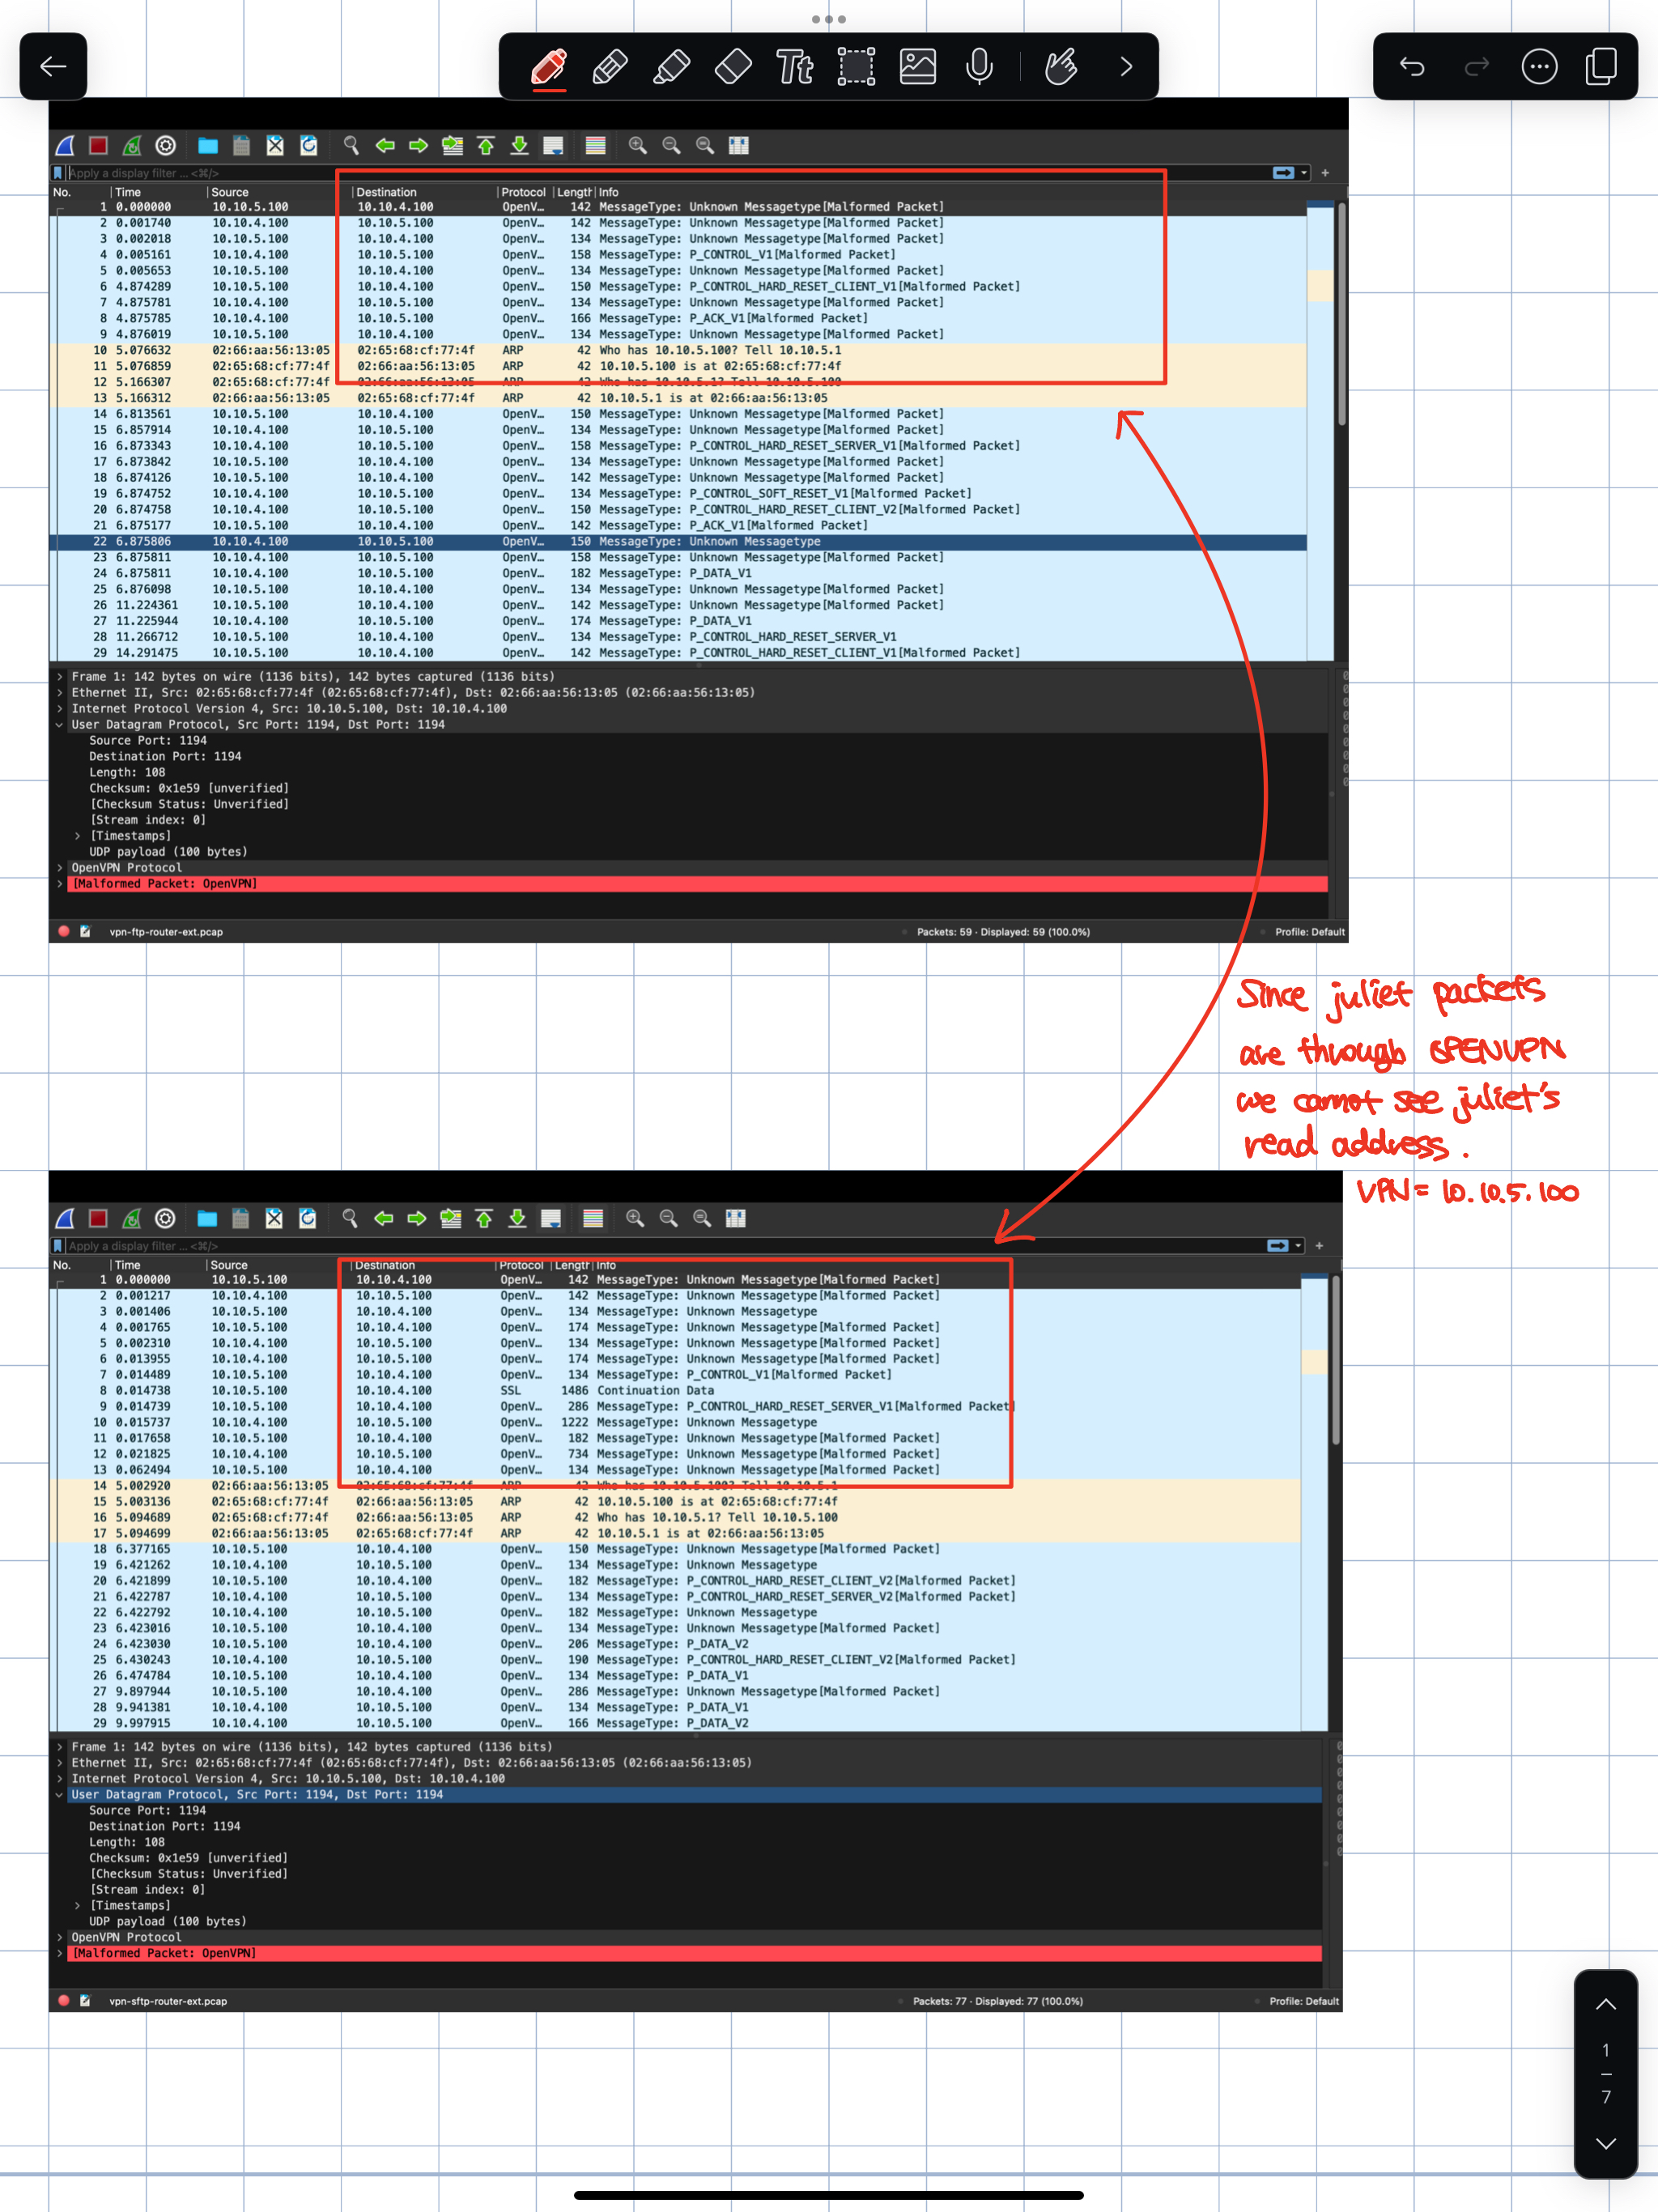 Tt
Apply a display filter ... <⌘/>
No. Time Source Destination Protocol Length Info
1 0.000000 10.10.5.100 10.10.4.100 OpenV… 142 MessageType: Unknown Messagetype[Malformed Packet]
2 0.001740 10.10.4.100 10.10.5.100 OpenV… 142 MessageType: Unknown Messagetype[Malformed Packet]
3 0.002018 10.10.5.100 10.10.4.100 OpenV… 134 MessageType: Unknown Messagetype[Malformed Packet]
4 0.005161 10.10.4.100 10.10.5.100 OpenV… 158 MessageType: P_CONTROL_V1[Malformed Packet]
5 0.005653 10.10.5.100 10.10.4.100 OpenV… 134 MessageType: Unknown Messagetype[Malformed Packet]
6 4.874289 10.10.5.100 10.10.4.100 OpenV… 150 MessageType: P_CONTROL_HARD_RESET_CLIENT_V1[Malformed Packet]
7 4.875781 10.10.4.100 10.10.5.100 OpenV… 134 MessageType: Unknown Messagetype[Malformed Packet]
8 4.875785 10.10.4.100 10.10.5.100 OpenV… 166 MessageType: P_ACK_V1[Malformed Packet]
9 4.876019 10.10.5.100 10.10.4.100 OpenV… 134 MessageType: Unknown Messagetype[Malformed Packet]
10 5.076632 02:66:aa:56:13:05 02:65:68:cf:77:4f ARP 42 Who has 10.10.5.100? Tell 10.10.5.1
11 5.076859 02:65:68:cf:77:4f 02:66:aa:56:13:05 ARP 42 10.10.5.100 is at 02:65:68:cf:77:4f
12 5.166307 02:65:68:cf:77:4f 02:66:aa:56:13:05 ARP 42 Who has 10.10.5.1? Tell 10.10.5.100
13 5.166312 02:66:aa:56:13:05 02:65:68:cf:77:4f ARP 42 10.10.5.1 is at 02:66:aa:56:13:05
14 6.813561 10.10.5.100 10.10.4.100 OpenV… 150 MessageType: Unknown Messagetype[Malformed Packet]
15 6.857914 10.10.4.100 10.10.5.100 OpenV… 134 MessageType: Unknown Messagetype[Malformed Packet]
16 6.873343 10.10.4.100 10.10.5.100 OpenV… 158 MessageType: P_CONTROL_HARD_RESET_SERVER_V1[Malformed Packet]
17 6.873842 10.10.5.100 10.10.4.100 OpenV… 134 MessageType: Unknown Messagetype[Malformed Packet]
18 6.874126 10.10.5.100 10.10.4.100 OpenV… 142 MessageType: Unknown Messagetype[Malformed Packet]
19 6.874752 10.10.4.100 10.10.5.100 OpenV… 134 MessageType: P_CONTROL_SOFT_RESET_V1[Malformed Packet]
20 6.874758 10.10.4.100 10.10.5.100 OpenV… 150 MessageType: P_CONTROL_HARD_RESET_CLIENT_V2[Malformed Packet]
21 6.875177 10.10.5.100 10.10.4.100 OpenV… 142 MessageType: P_ACK_V1[Malformed Packet]
22 6.875806 10.10.4.100 10.10.5.100 OpenV… 150 MessageType: Unknown Messagetype
23 6.875811 10.10.4.100 10.10.5.100 OpenV… 158 MessageType: Unknown Messagetype[Malformed Packet]
24 6.875811 10.10.4.100 10.10.5.100 OpenV… 182 MessageType: P_DATA_V1
25 6.876098 10.10.5.100 10.10.4.100 OpenV… 134 MessageType: Unknown Messagetype[Malformed Packet]
26 11.224361 10.10.5.100 10.10.4.100 OpenV… 142 MessageType: Unknown Messagetype[Malformed Packet]
27 11.225944 10.10.4.100 10.10.5.100 OpenV… 174 MessageType: P_DATA_V1
28 11.266712 10.10.5.100 10.10.4.100 OpenV… 134 MessageType: P_CONTROL_HARD_RESET_SERVER_V1
29 14.291475 10.10.5.100 10.10.4.100 OpenV… 142 MessageType: P_CONTROL_HARD_RESET_CLIENT_V1[Malformed Packet]
Frame 1: 142 bytes on wire (1136 bits), 142 bytes captured (1136 bits)
Ethernet II, Src: 02:65:68:cf:77:4f (02:65:68:cf:77:4f), Dst: 02:66:aa:56:13:05 (02:66:aa:56:13:05)
Internet Protocol Version 4, Src: 10.10.5.100, Dst: 10.10.4.100
User Datagram Protocol, Src Port: 1194, Dst Port: 1194
Source Port: 1194
Destination Port: 1194
Length: 108
Checksum: 0x1e59 [unverified]
[Checksum Status: Unverified]
[Stream index: 0]
[Timestamps]
UDP payload (100 bytes)
OpenVPN Protocol
[Malformed Packet: OpenVPN]
vpn-ftp-router-ext.pcap Packets: 59 · Displayed: 59 (100.0%) Profile: Default
Since juliet packets
are through OPENVPN
we cannot see juliet's
read address.
VPN = 10.10.5.100
Apply a display filter ... <⌘/>
No. Time Source Destination Protocol Length Info
1 0.000000 10.10.5.100 10.10.4.100 OpenV… 142 MessageType: Unknown Messagetype[Malformed Packet]
2 0.001217 10.10.4.100 10.10.5.100 OpenV… 142 MessageType: Unknown Messagetype[Malformed Packet]
3 0.001406 10.10.5.100 10.10.4.100 OpenV… 134 MessageType: Unknown Messagetype
4 0.001765 10.10.5.100 10.10.4.100 OpenV… 174 MessageType: Unknown Messagetype[Malformed Packet]
5 0.002310 10.10.4.100 10.10.5.100 OpenV… 134 MessageType: Unknown Messagetype[Malformed Packet]
6 0.013955 10.10.4.100 10.10.5.100 OpenV… 174 MessageType: Unknown Messagetype[Malformed Packet]
7 0.014489 10.10.5.100 10.10.4.100 OpenV… 134 MessageType: P_CONTROL_V1[Malformed Packet]
8 0.014738 10.10.5.100 10.10.4.100 SSL 1486 Continuation Data
9 0.014739 10.10.5.100 10.10.4.100 OpenV… 286 MessageType: P_CONTROL_HARD_RESET_SERVER_V1[Malformed Packet]
10 0.015737 10.10.4.100 10.10.5.100 OpenV… 1222 MessageType: Unknown Messagetype
11 0.017658 10.10.5.100 10.10.4.100 OpenV… 182 MessageType: Unknown Messagetype[Malformed Packet]
12 0.021825 10.10.4.100 10.10.5.100 OpenV… 734 MessageType: Unknown Messagetype[Malformed Packet]
13 0.062494 10.10.5.100 10.10.4.100 OpenV… 134 MessageType: Unknown Messagetype[Malformed Packet]
14 5.002920 02:66:aa:56:13:05 02:65:68:cf:77:4f ARP 42 Who has 10.10.5.100? Tell 10.10.5.1
15 5.003136 02:65:68:cf:77:4f 02:66:aa:56:13:05 ARP 42 10.10.5.100 is at 02:65:68:cf:77:4f
16 5.094689 02:65:68:cf:77:4f 02:66:aa:56:13:05 ARP 42 Who has 10.10.5.1? Tell 10.10.5.100
17 5.094699 02:66:aa:56:13:05 02:65:68:cf:77:4f ARP 42 10.10.5.1 is at 02:66:aa:56:13:05
18 6.377165 10.10.5.100 10.10.4.100 OpenV… 150 MessageType: Unknown Messagetype[Malformed Packet]
19 6.421262 10.10.4.100 10.10.5.100 OpenV… 134 MessageType: Unknown Messagetype
20 6.421899 10.10.5.100 10.10.4.100 OpenV… 182 MessageType: P_CONTROL_HARD_RESET_CLIENT_V2[Malformed Packet]
21 6.422787 10.10.4.100 10.10.5.100 OpenV… 134 MessageType: P_CONTROL_HARD_RESET_SERVER_V2[Malformed Packet]
22 6.422792 10.10.4.100 10.10.5.100 OpenV… 182 MessageType: Unknown Messagetype
23 6.423016 10.10.5.100 10.10.4.100 OpenV… 134 MessageType: Unknown Messagetype[Malformed Packet]
24 6.423030 10.10.5.100 10.10.4.100 OpenV… 206 MessageType: P_DATA_V2
25 6.430243 10.10.4.100 10.10.5.100 OpenV… 190 MessageType: P_CONTROL_HARD_RESET_CLIENT_V2[Malformed Packet]
26 6.474784 10.10.5.100 10.10.4.100 OpenV… 134 MessageType: P_DATA_V1
27 9.897944 10.10.5.100 10.10.4.100 OpenV… 286 MessageType: Unknown Messagetype[Malformed Packet]
28 9.941381 10.10.4.100 10.10.5.100 OpenV… 134 MessageType: P_DATA_V1
29 9.997915 10.10.4.100 10.10.5.100 OpenV… 166 MessageType: P_DATA_V2
Frame 1: 142 bytes on wire (1136 bits), 142 bytes captured (1136 bits)
Ethernet II, Src: 02:65:68:cf:77:4f (02:65:68:cf:77:4f), Dst: 02:66:aa:56:13:05 (02:66:aa:56:13:05)
Internet Protocol Version 4, Src: 10.10.5.100, Dst: 10.10.4.100
User Datagram Protocol, Src Port: 1194, Dst Port: 1194
Source Port: 1194
Destination Port: 1194
Length: 108
Checksum: 0x1e59 [unverified]
[Checksum Status: Unverified]
[Stream index: 0]
[Timestamps]
UDP payload (100 bytes)
OpenVPN Protocol
[Malformed Packet: OpenVPN]
vpn-sftp-router-ext.pcap Packets: 77 · Displayed: 77 (100.0%) Profile: Default
1
7